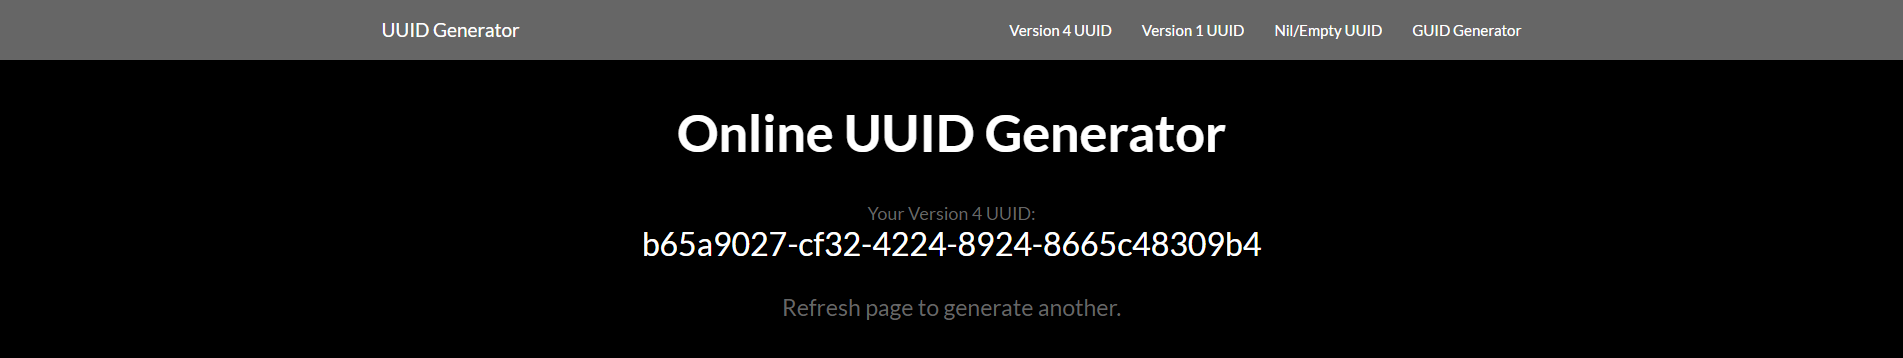 UUID Generator
Version 4 UUID
Version 1 UUID
Nil/Empty UUID
GUID Generator
Online UUID Generator
Your Version 4 UUID:
b65a9027-cf32-4224-8924-8665c48309b4
Refresh page to generate another.